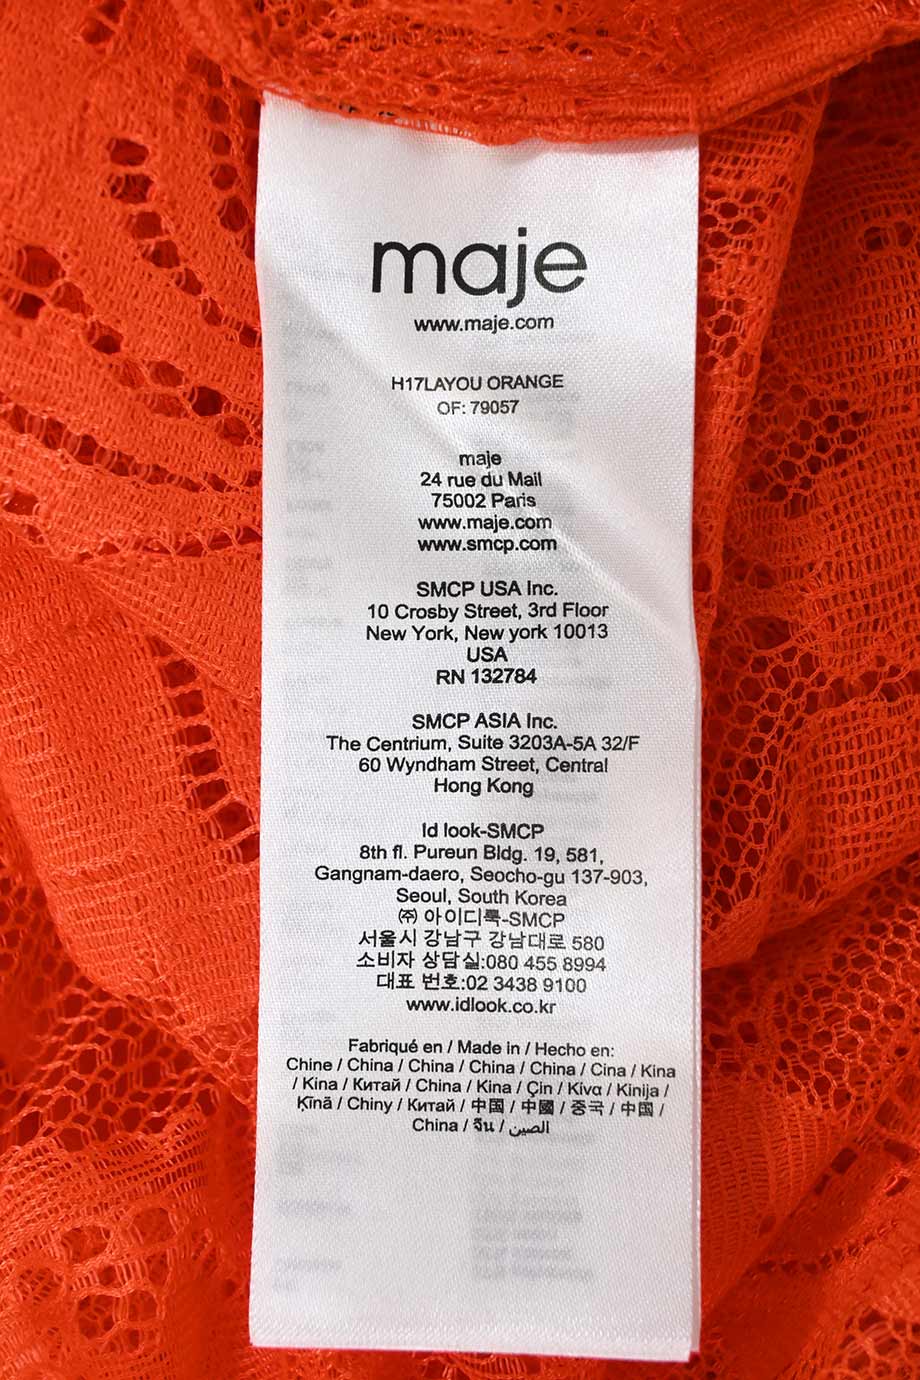 maje
www.maje.com
H17LAYOU ORANGE
OF: 79057
maje
24 rue du Mail
75002 Paris
www.maje.com
www.smcp.com
SMCP USA Inc.
10 Crosby Street, 3rd Floor
New York, New york 10013
USA
RN 132784
SMCP ASIA Inc.
The Centrium, Suite 3203A-5A 32/F
60 Wyndham Street, Central
Hong Kong
Id look-SMCP
8th fl. Pureun Bldg. 19, 581,
Gangnam-daero, Seocho-gu 137-903,
Seoul, South Korea
㈜ 아이디룩-SMCP
서울시 강남구 강남대로 580
소비자 상담실:080 455 8994
대표 번호:02 3438 9100
www.idlook.co.kr
Fabriqué en / Made in / Hecho en:
Chine / China / China / China / China / Cina / Kina
/ Kina / Китай / China / Kina / Çin / Κίνα / Kinija /
Ķīnā / Chiny / Китай / 中国 / 中國 / 중국 / 中国 /
China / จีน / الصين